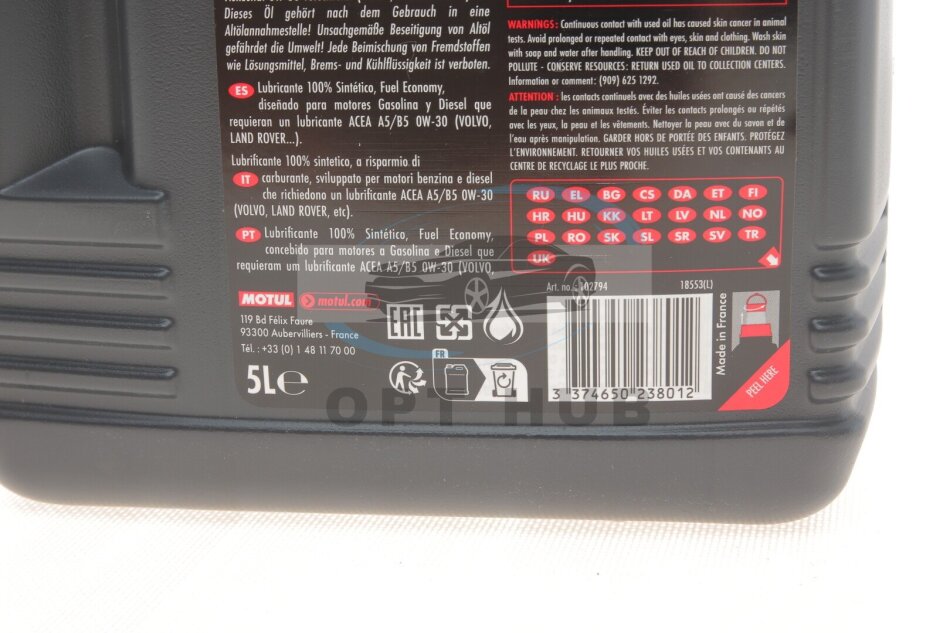 Dieses Öl gehört nach dem Gebrauch in eine
Altölannahmestelle! Unsachgemäße Beseitigung von Altöl
gefährdet die Umwelt! Jede Beimischung von Fremdstoffen
wie Lösungsmittel, Brems- und Kühlflüssigkeit ist verboten.
ES Lubricante 100% Sintético, Fuel Economy,
diseñado para motores Gasolina y Diesel que
requieran un lubricante ACEA A5/B5 0W-30 (VOLVO,
LAND ROVER...).
Lubrificante 100% sintetico, a risparmio di
IT carburante, sviluppato per motori benzina e diesel
che richiedono un lubrificante ACEA A5/B5 0W-30
(VOLVO, LAND ROVER, etc).
PT Lubrificante 100% Sintético, Fuel Economy,
concebido para motores a Gasolina e Diesel que
requieram um lubrificante ACEA A5/B5 0W-30 (VOLVO,
MOTUL motul.com
119 Bd Félix Faure
93300 Aubervilliers - France
Tél. : +33 (0) 1 48 11 70 00
5L e
EAC
FR
WARNINGS: Continuous contact with used oil has caused skin cancer in animal
tests. Avoid prolonged or repeated contact with eyes, skin and clothing. Wash skin
with soap and water after handling. KEEP OUT OF REACH OF CHILDREN. DO NOT
POLLUTE - CONSERVE RESOURCES: RETURN USED OIL TO COLLECTION CENTERS.
Information or comment: (909) 625 1292.
ATTENTION : les contacts continuels avec des huiles usées ont causé des cancers
de la peau chez les animaux testés. Éviter les contacts prolongés ou répétés
avec les yeux, la peau et les vêtements. Nettoyer la peau avec du savon et de
l'eau après manipulation. GARDER HORS DE PORTÉE DES ENFANTS. PROTÉGEZ
L'ENVIRONNEMENT. RETOURNER VOS HUILES USÉES ET VOS CONTENANTS AU
CENTRE DE RECYCLAGE LE PLUS PROCHE.
RU EL BG CS DA ET FI
HR HU KK LT LV NL NO
PL RO SK SL SR SV TR
UK
Art. no. : 102794 18553(L)
3 374650 238012
Made in France
PEEL HERE
OPT HUB